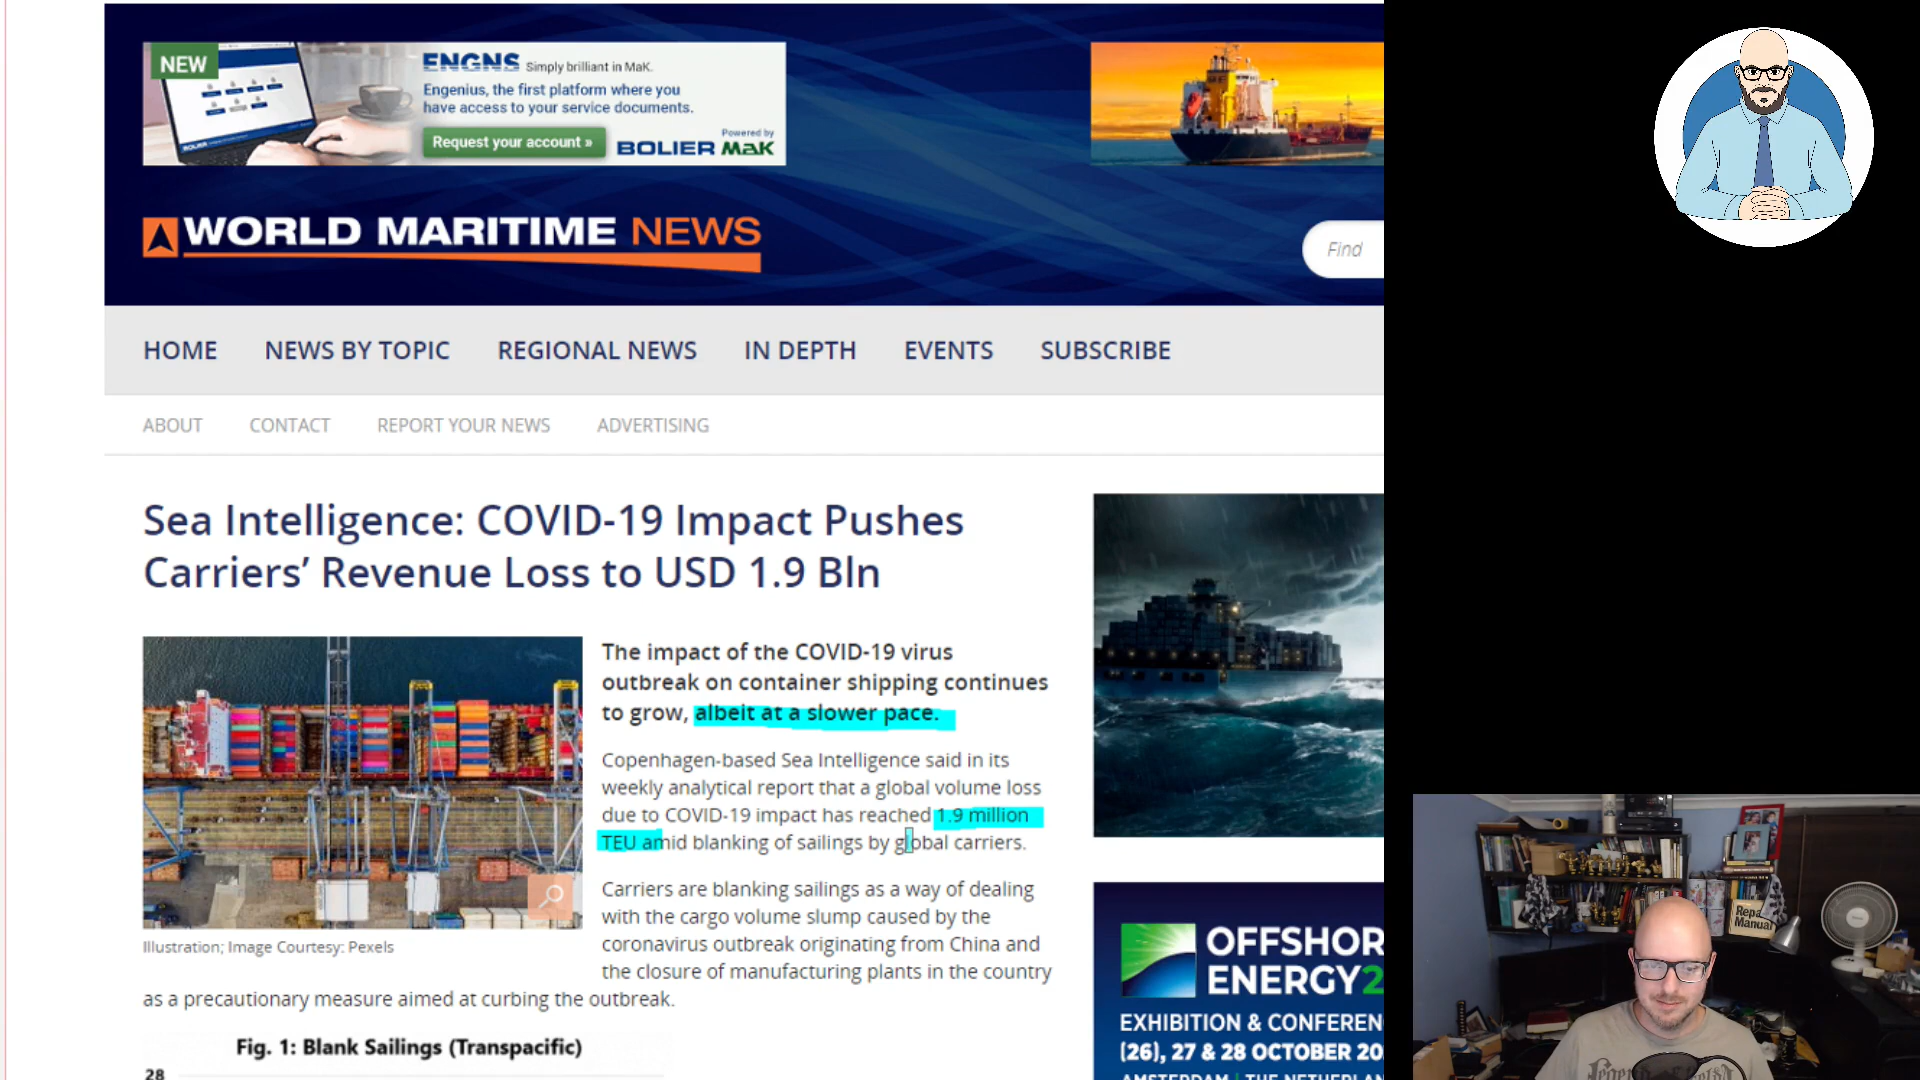 NEW
ENGNS Simply brilliant in MaK.
Engenius, the first platform where you
have access to your service documents.
Request your account »
Powered by
BOLIER MaK
WORLD MARITIME NEWS
Find
HOME NEWS BY TOPIC REGIONAL NEWS IN DEPTH EVENTS SUBSCRIBE
ABOUT CONTACT REPORT YOUR NEWS ADVERTISING
Sea Intelligence: COVID-19 Impact Pushes
Carriers’ Revenue Loss to USD 1.9 Bln
The impact of the COVID-19 virus
outbreak on container shipping continues
to grow, albeit at a slower pace.
Copenhagen-based Sea Intelligence said in its
weekly analytical report that a global volume loss
due to COVID-19 impact has reached 1.9 million
TEU amid blanking of sailings by global carriers.
Carriers are blanking sailings as a way of dealing
with the cargo volume slump caused by the
coronavirus outbreak originating from China and
the closure of manufacturing plants in the country
as a precautionary measure aimed at curbing the outbreak.
Illustration; Image Courtesy: Pexels
Fig. 1: Blank Sailings (Transpacific)
28
OFFSHOR
ENERGY2
EXHIBITION & CONFEREN
(26), 27 & 28 OCTOBER 20
AMSTERDAM | THE NETHERLAN
Repair
Manual